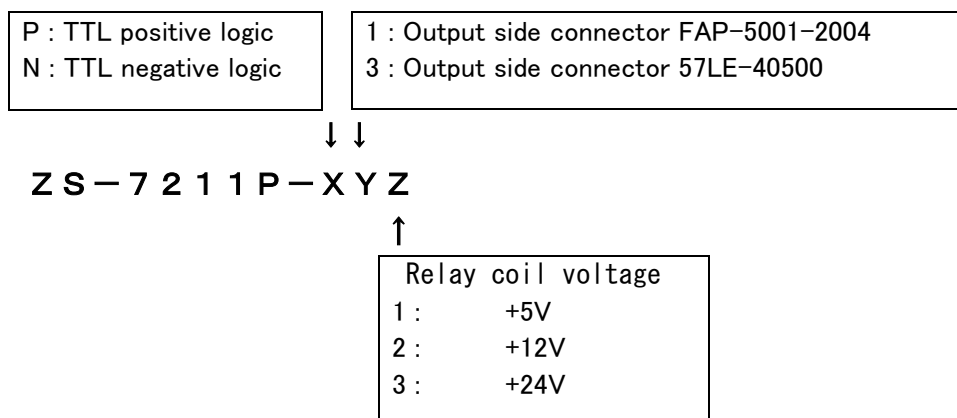 P : TTL positive logic
N : TTL negative logic
1 : Output side connector FAP-5001-2004
3 : Output side connector 57LE-40500
↓ ↓
ZS-7211P-XYZ
↑
Relay coil voltage
1 : +5V
2 : +12V
3 : +24V